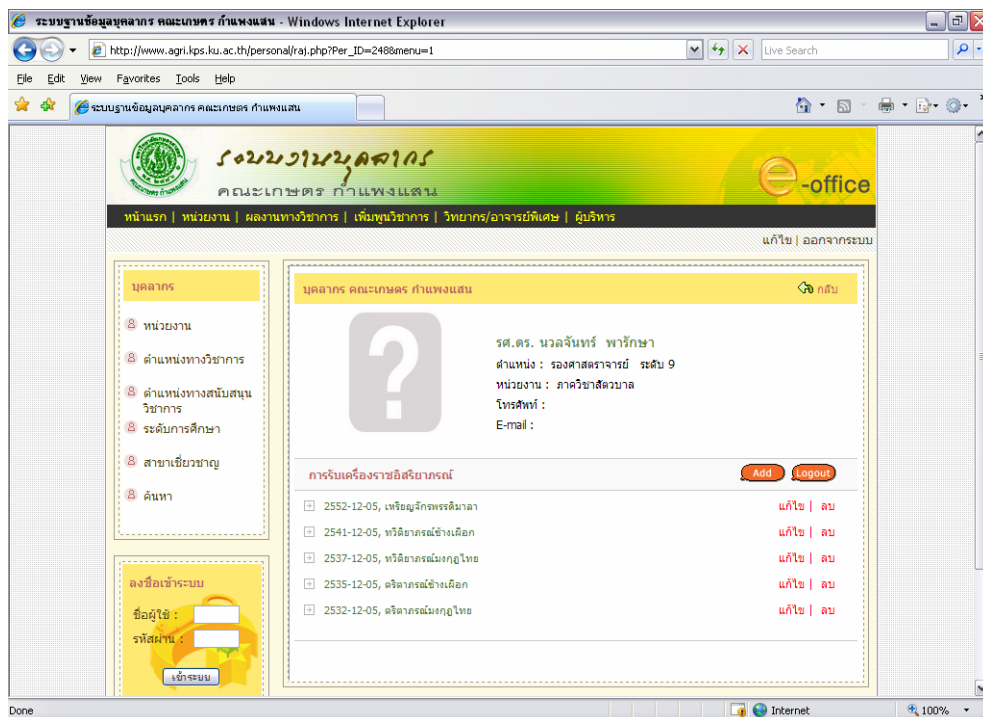 ระบบฐานข้อมูลบุคลากร คณะเกษตร กำแพงแสน - Windows Internet Explorer
http://www.agri.kps.ku.ac.th/personal/raj.php?Per_ID=248&menu=1
Live Search
File Edit View Favorites Tools Help
ระบบฐานข้อมูลบุคลากร คณะเกษตร กำแพงแสน
ระบบงานบุคลากร
คณะเกษตร กำแพงแสน
e-office
หน้าแรก | หน่วยงาน | ผลงานทางวิชาการ | เพิ่มพูนวิชาการ | วิทยากร/อาจารย์พิเศษ | ผู้บริหาร
แก้ไข | ออกจากระบบ
บุคลากร
หน่วยงาน
ตำแหน่งทางวิชาการ
ตำแหน่งทางสนับสนุน
วิชาการ
ระดับการศึกษา
สาขาเชี่ยวชาญ
ค้นหา
ลงชื่อเข้าระบบ
ชื่อผู้ใช้ :
รหัสผ่าน :
เข้าระบบ
บุคลากร คณะเกษตร กำแพงแสน
กลับ
?
รศ.ดร. นวลจันทร์ พารักษา
ตำแหน่ง : รองศาสตราจารย์ ระดับ 9
หน่วยงาน : ภาควิชาสัตวบาล
โทรศัพท์ :
E-mail :
การรับเครื่องราชอิสริยาภรณ์
Add Logout
2552-12-05, เหรียญจักรพรรดิมาลา แก้ไข | ลบ
2541-12-05, ทวีติยาภรณ์ช้างเผือก แก้ไข | ลบ
2537-12-05, ทวีติยาภรณ์มงกุฎไทย แก้ไข | ลบ
2535-12-05, ตริตาภรณ์ช้างเผือก แก้ไข | ลบ
2532-12-05, ตริตาภรณ์มงกุฎไทย แก้ไข | ลบ
Done
Internet
100%